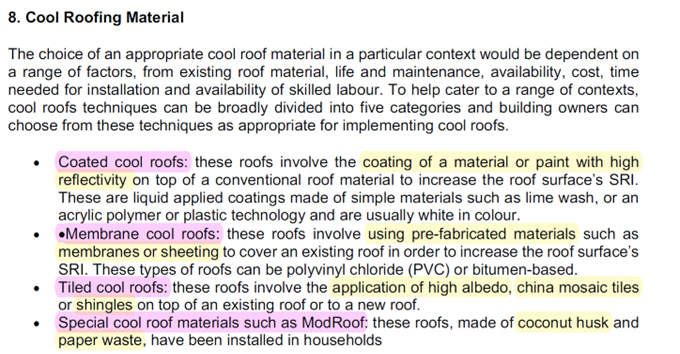 8. Cool Roofing Material
The choice of an appropriate cool roof material in a particular context would be dependent on
a range of factors, from existing roof material, life and maintenance, availability, cost, time
needed for installation and availability of skilled labour. To help cater to a range of contexts,
cool roofs techniques can be broadly divided into five categories and building owners can
choose from these techniques as appropriate for implementing cool roofs.
• Coated cool roofs: these roofs involve the coating of a material or paint with high
reflectivity on top of a conventional roof material to increase the roof surface's SRI.
These are liquid applied coatings made of simple materials such as lime wash, or an
acrylic polymer or plastic technology and are usually white in colour.
• •Membrane cool roofs: these roofs involve using pre-fabricated materials such as
membranes or sheeting to cover an existing roof in order to increase the roof surface's
SRI. These types of roofs can be polyvinyl chloride (PVC) or bitumen-based.
• Tiled cool roofs: these roofs involve the application of high albedo, china mosaic tiles
or shingles on top of an existing roof or to a new roof.
• Special cool roof materials such as ModRoof: these roofs, made of coconut husk and
paper waste, have been installed in households